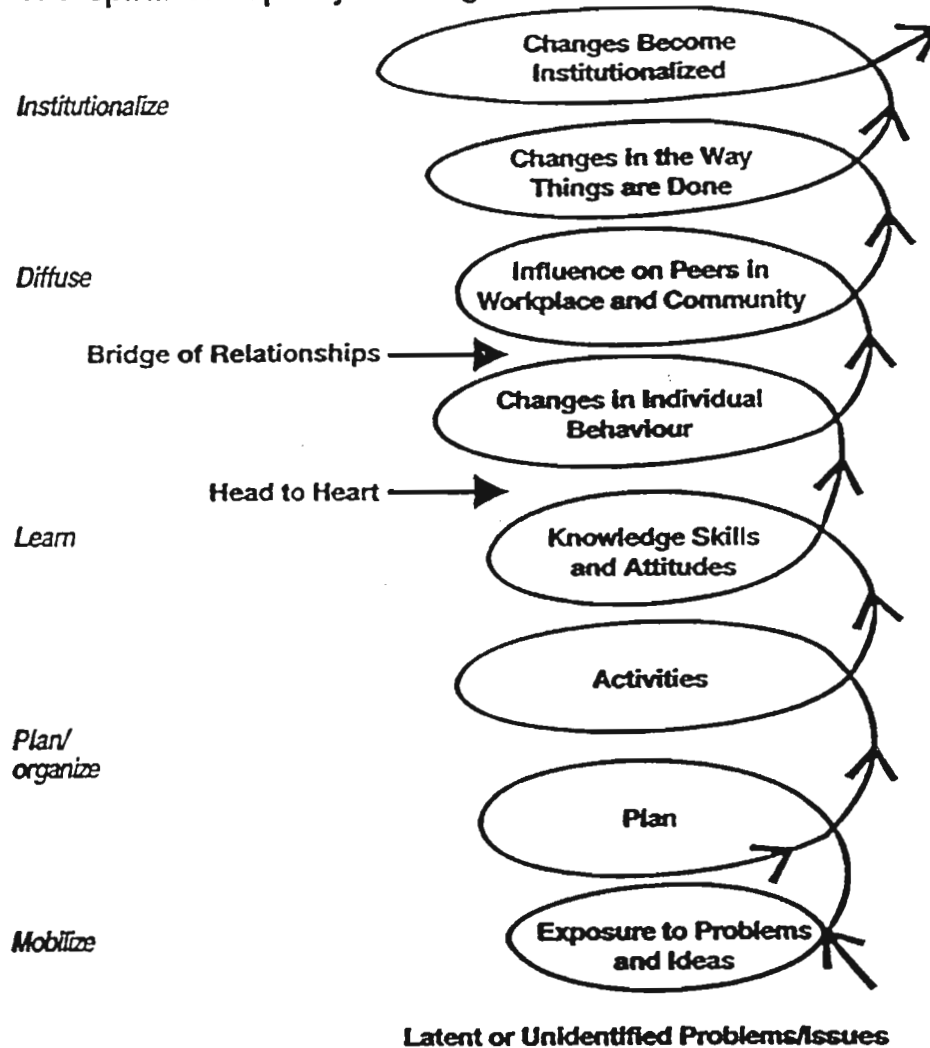 Changes Become
Institutionalized
Institutionalize
Changes in the Way
Things are Done
Diffuse
Influence on Peers in
Workplace and Community
Bridge of Relationships
Changes in Individual
Behaviour
Head to Heart
Learn
Knowledge Skills
and Attitudes
Activities
Plan/
organize
Plan
Mobilize
Exposure to Problems
and Ideas
Latent or Unidentified Problems/Issues